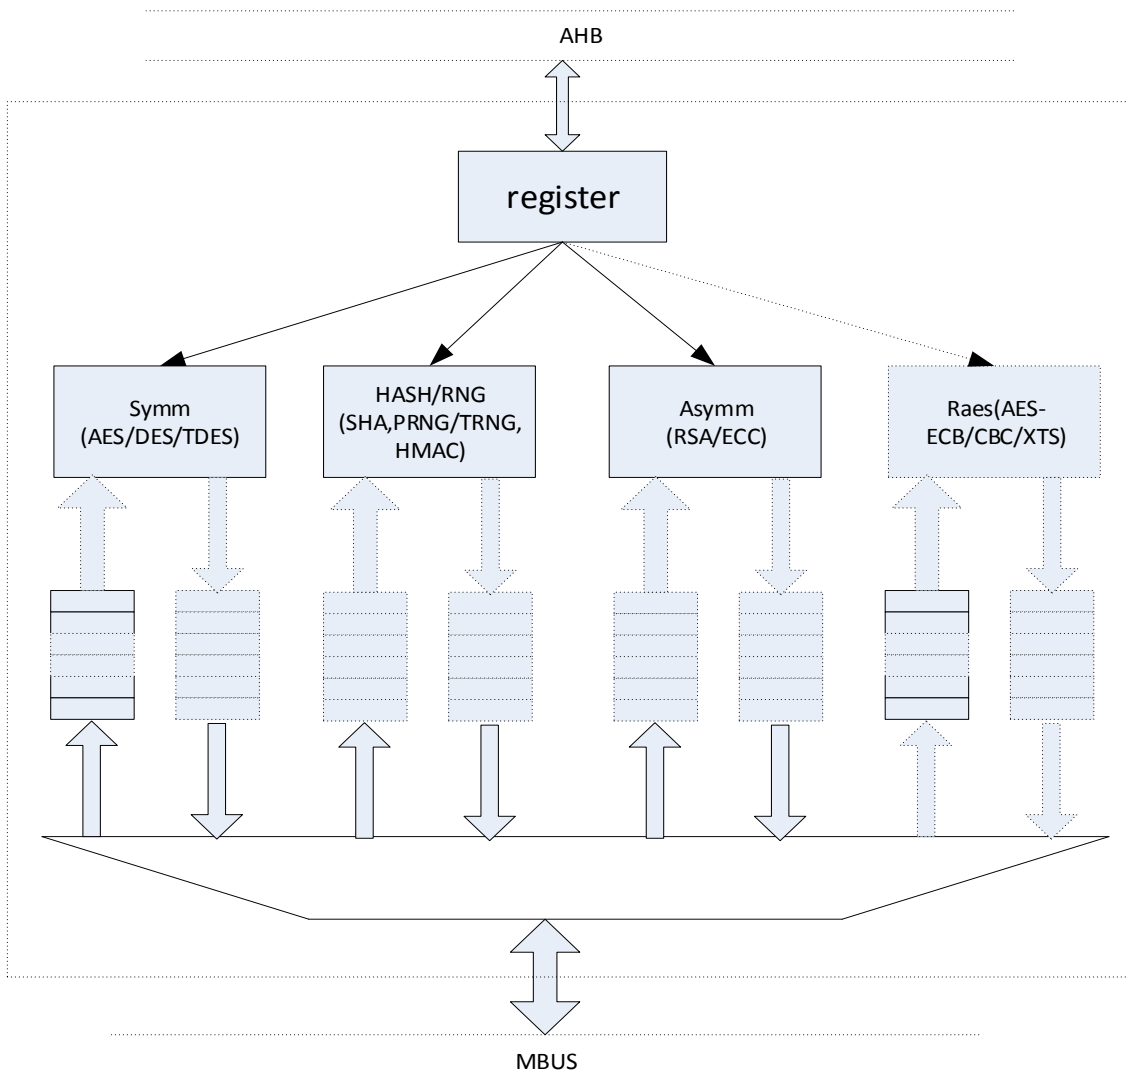 AHB
register
Symm
(AES/DES/TDES)
HASH/RNG
(SHA,PRNG/TRNG,
HMAC)
Asymm
(RSA/ECC)
Raes(AES-
ECB/CBC/XTS)
MBUS